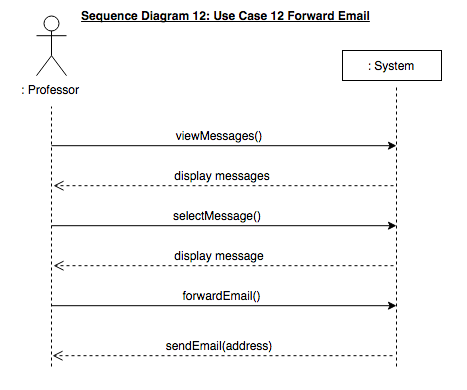 Sequence Diagram 12: Use Case 12 Forward Email
: System
: Professor
viewMessages()
display messages
selectMessage()
display message
forwardEmail()
sendEmail(address)